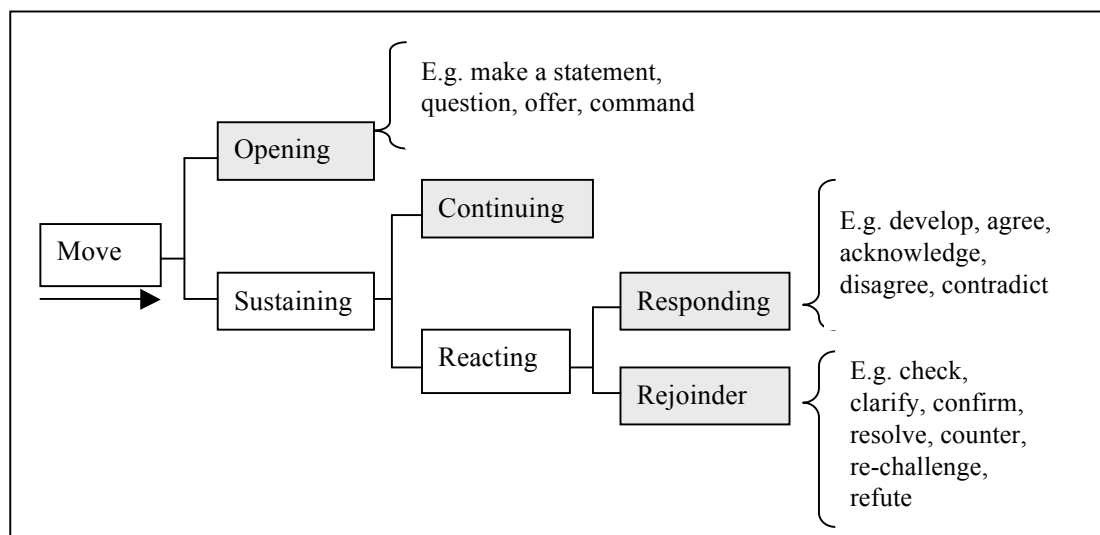 E.g. make a statement,
question, offer, command
Opening
Continuing
Move
Sustaining
E.g. develop, agree,
acknowledge,
disagree, contradict
Responding
Reacting
Rejoinder
E.g. check,
clarify, confirm,
resolve, counter,
re-challenge,
refute